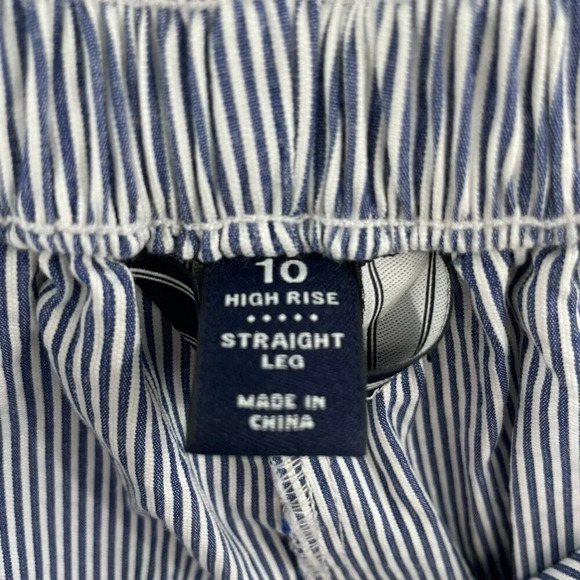 10
HIGH RISE
STRAIGHT
LEG
MADE IN
CHINA